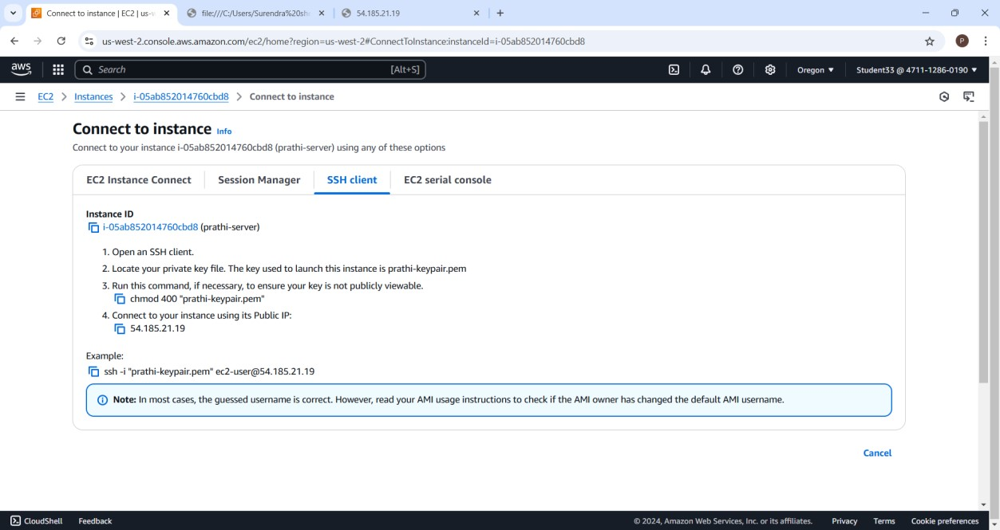 Connect to instance | EC2 | us-w
file:///C:/Users/Surendra%20sh
54.185.21.19
us-west-2.console.aws.amazon.com/ec2/home?region=us-west-2#ConnectToInstance:instanceId=i-05ab852014760cbd8
P
aws
Search
[Alt+S]
Oregon
Student33 @ 4711-1286-0190
EC2 > Instances > i-05ab852014760cbd8 > Connect to instance
Connect to instance Info
Connect to your instance i-05ab852014760cbd8 (prathi-server) using any of these options
EC2 Instance Connect
Session Manager
SSH client
EC2 serial console
Instance ID
i-05ab852014760cbd8 (prathi-server)
1. Open an SSH client.
2. Locate your private key file. The key used to launch this instance is prathi-keypair.pem
3. Run this command, if necessary, to ensure your key is not publicly viewable.
chmod 400 "prathi-keypair.pem"
4. Connect to your instance using its Public IP:
54.185.21.19
Example:
ssh -i "prathi-keypair.pem" ec2-user@54.185.21.19
Note: In most cases, the guessed username is correct. However, read your AMI usage instructions to check if the AMI owner has changed the default AMI username.
Cancel
CloudShell
Feedback
© 2024, Amazon Web Services, Inc. or its affiliates.
Privacy
Terms
Cookie preferences